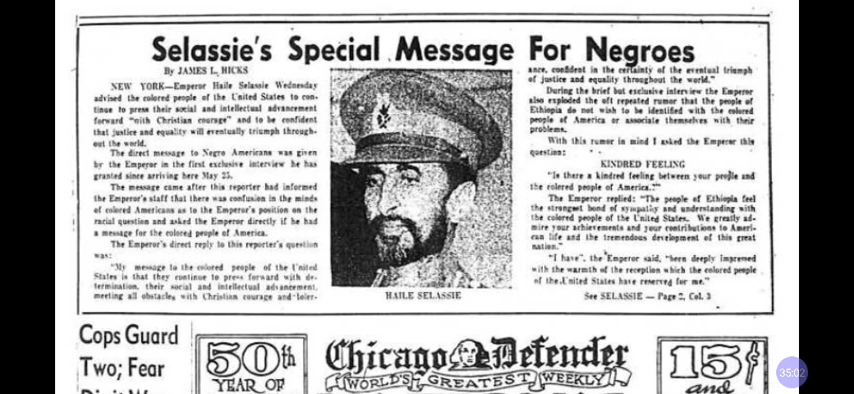 Selassie's Special Message For Negroes
By JAMES L. HICKS
NEW YORK—Emperor Haile Selassie Wednesday
advised the colored people of the United States to con-
tinue to press their social and intellectual advancement
forward "with Christian courage" and to be confident
that justice and equality will eventually triumph through-
out the world.
The direct message to Negro Americans was given
by the Emperor in the first exclusive interview he has
granted since arriving here May 25.
The message came after this reporter had informed
the Emperor's staff that there was confusion in the minds
of colored Americans as to the Emperor's position on the
racial question and asked the Emperor directly if he had
a message for the colored people of America.
The Emperor's direct reply to this reporter's question
was:
"My message to the colored people of the United
States is that they continue to press forward with de-
termination, their social and intellectual advancement,
meeting all obstacles with Christian courage and toler-
HAILE SELASSIE
ance, confident in the certainty of the eventual triumph
of justice and equality throughout the world."
During the brief but exclusive interview the Emperor
also exploded the oft repeated rumor that the people of
Ethiopia do not wish to be identified with the colored
people of America or associate themselves with their
problems.
With this rumor in mind I asked the Emperor this
question:
KINDRED FEELING
"Is there a kindred feeling between your people and
the colored people of America?"
The Emperor replied: "The people of Ethiopia feel
the strongest bond of sympathy and understanding with
the colored people of the United States. We greatly ad-
mire your achievements and your contributions to Ameri-
can life and the tremendous development of this great
nation."
"I have", the Emperor said, "been deeply impressed
with the warmth of the reception which the colored people
of the United States have reserved for me."
See SELASSIE — Page 2, Col. 3
Cops Guard
Two; Fear
50th
YEAR OF
Chicago Defender
WORLD'S GREATEST WEEKLY
15¢
and
35:02